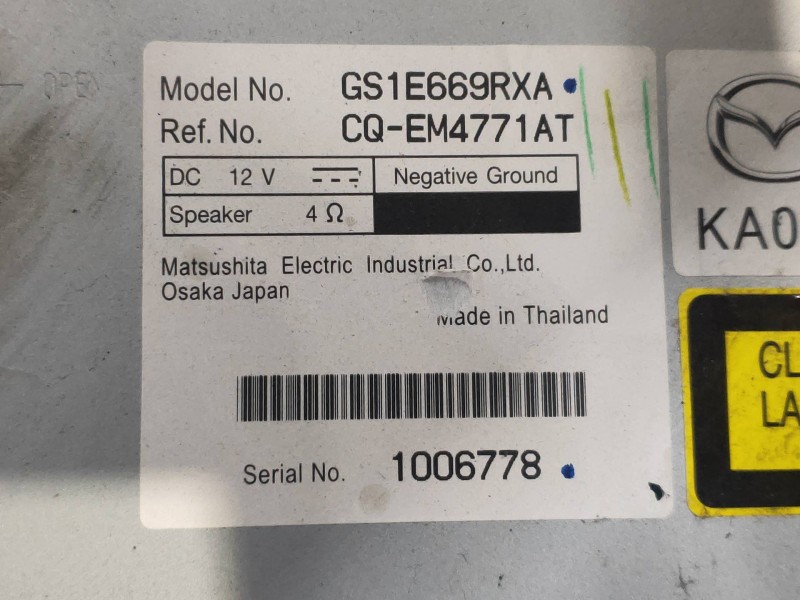 OPEN
Model No. GS1E669RXA
Ref. No. CQ-EM4771AT
DC 12 V Negative Ground
Speaker 4 Ω
Matsushita Electric Industrial Co.,Ltd.
Osaka Japan
Made in Thailand
Serial No. 1006778
KA0
CL
LA